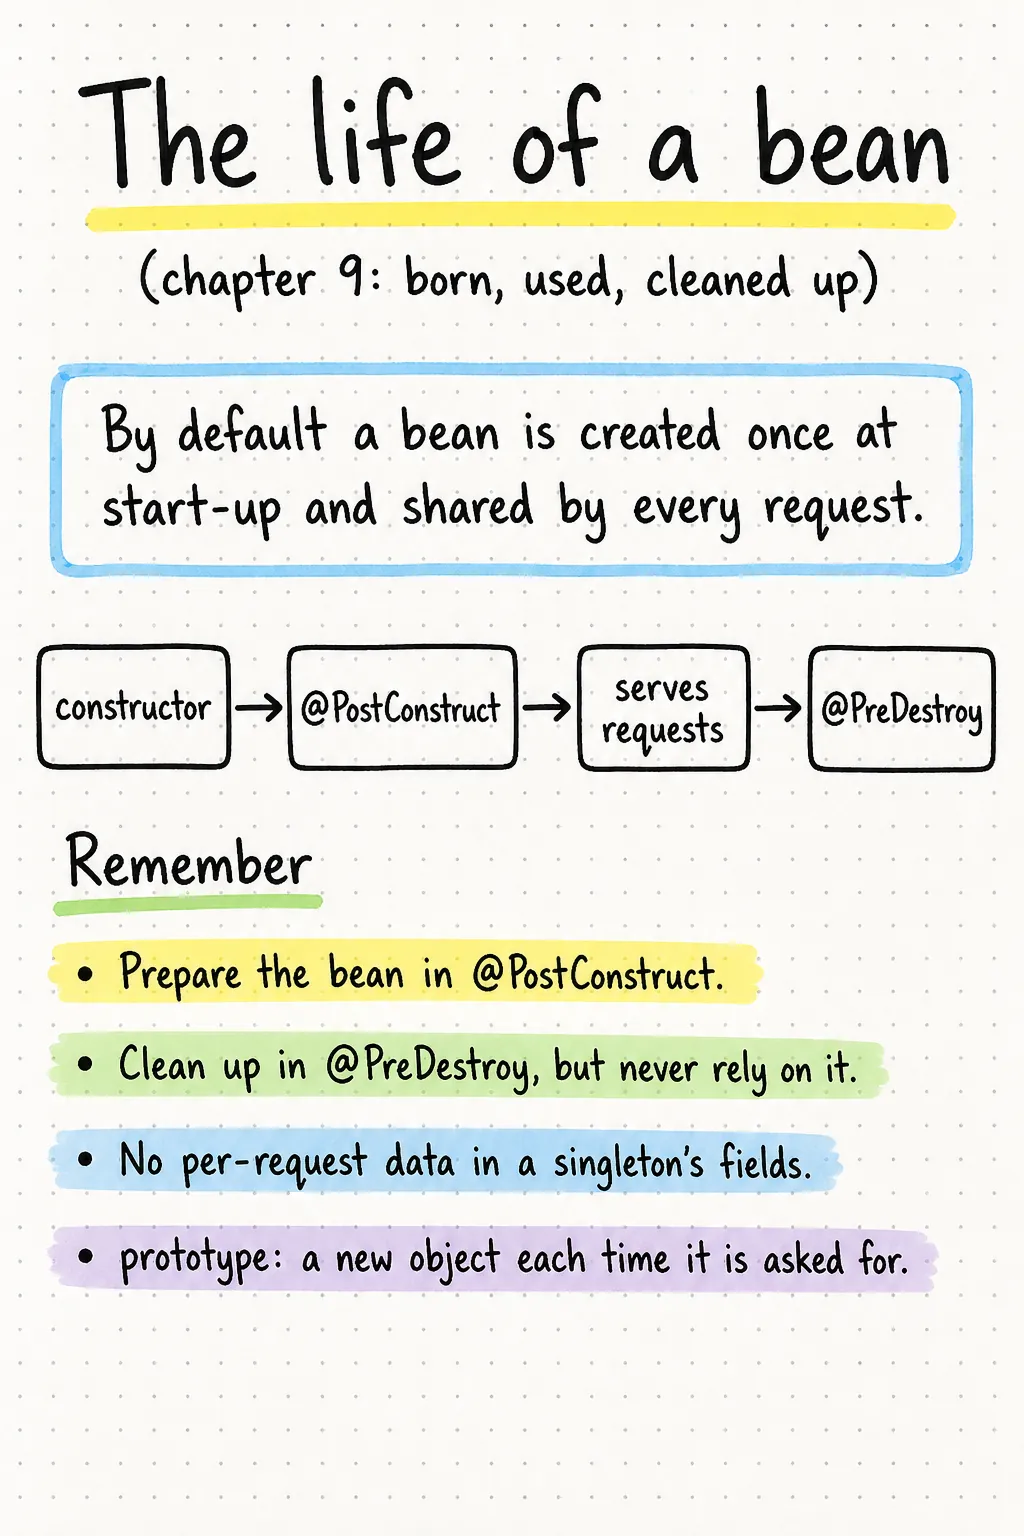 The life of a bean
(chapter 9: born, used, cleaned up)
By default a bean is created once at
start-up and shared by every request.
constructor
@PostConstruct
serves
requests
@PreDestroy
Remember
• Prepare the bean in @PostConstruct.
• Clean up in @PreDestroy, but never rely on it.
• No per-request data in a singleton's fields.
• prototype: a new object each time it is asked for.